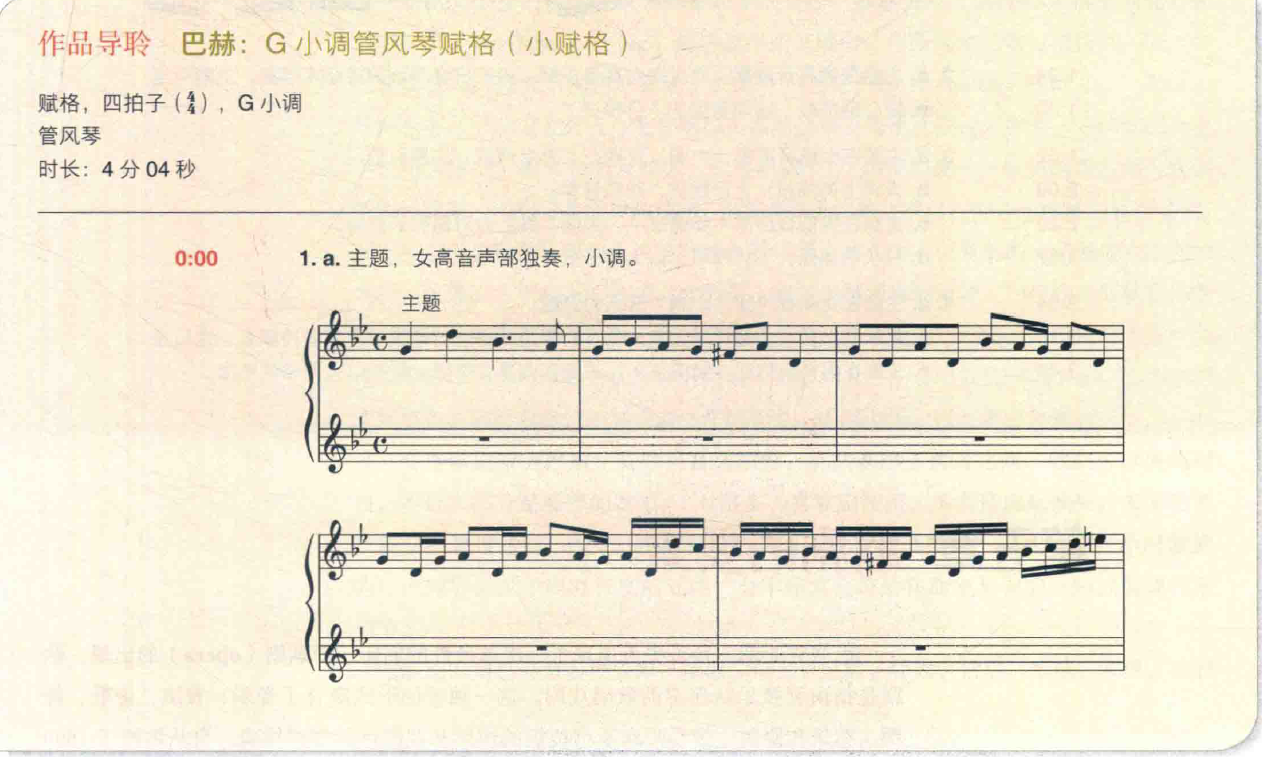 作品导聆 巴赫：G 小调管风琴赋格（小赋格）
赋格，四拍子（4/4），G 小调
管风琴
时长：4 分 04 秒
0:00 1. a. 主题，女高音声部独奏，小调。
主题